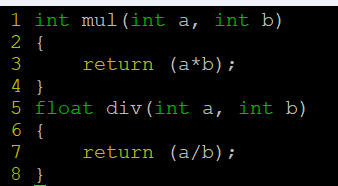 1 int mul(int a, int b)
2 {
3     return (a*b);
4 }
5 float div(int a, int b)
6 {
7     return (a/b);
8 }